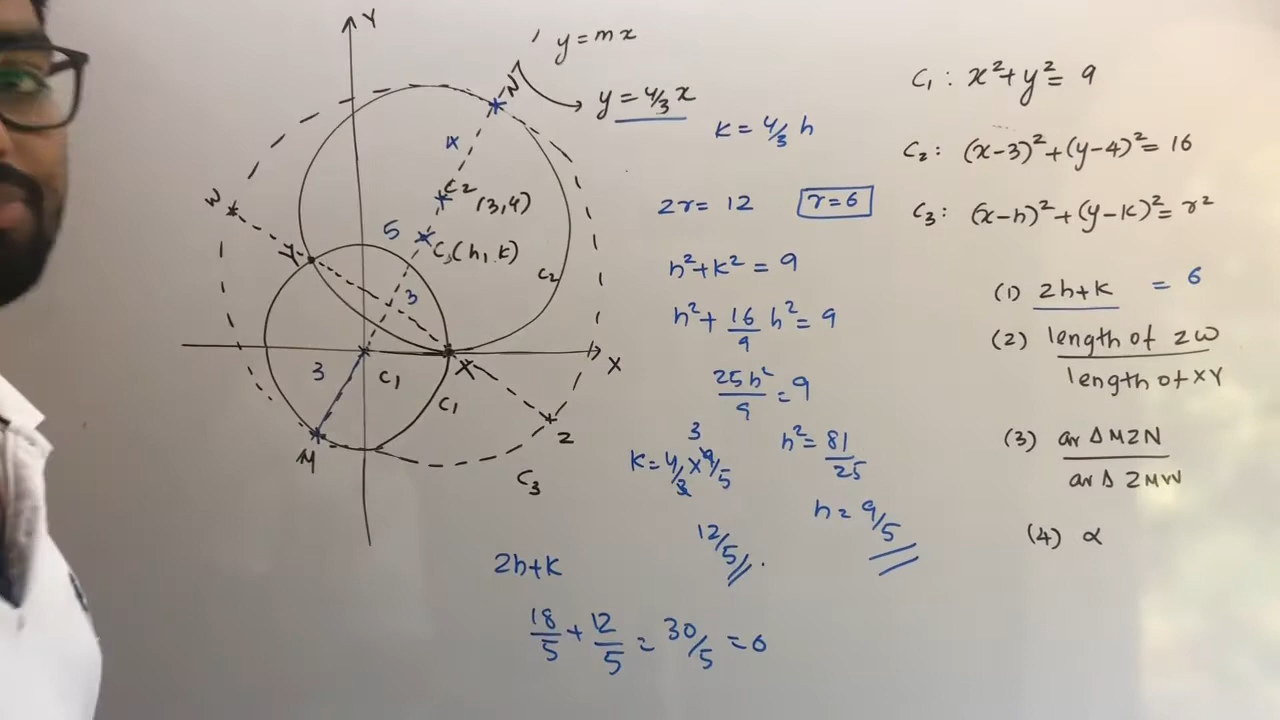 Y
y = mx
N
y = 4/3 x
K = 4/3 h
C₁ : x² + y² = 9
4
C₂ : (x-3)² + (y-4)² = 16
C₂ (3,4)
W
2r = 12
r = 6
C₃ : (x-h)² + (y-k)² = r²
5
C₃(h, k)
Y
C₂
h² + k² = 9
3
(1) 2h+k = 6
h² + 16/9 h² = 9
(2) length of ZW / length of XY
3
C₁
X
X
25h²/9 = 9
C₁
M
Z
C₃
3
K = 4/3 × 9/5
h² = 81/25
(3) ar Δ MZN / ar Δ ZMW
h = 9/5
12/5
(4) α
2h+k
18/5 + 12/5 = 30/5 = 6